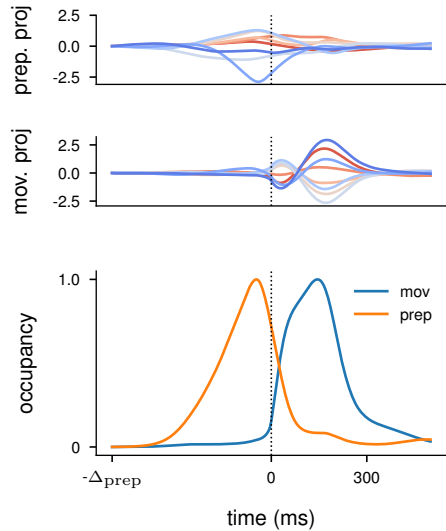 prep. proj
2.5
0.0
-2.5
mov. proj
2.5
0.0
-2.5
occupancy
1.0
0
mov
prep
-Δprep
0
300
time (ms)